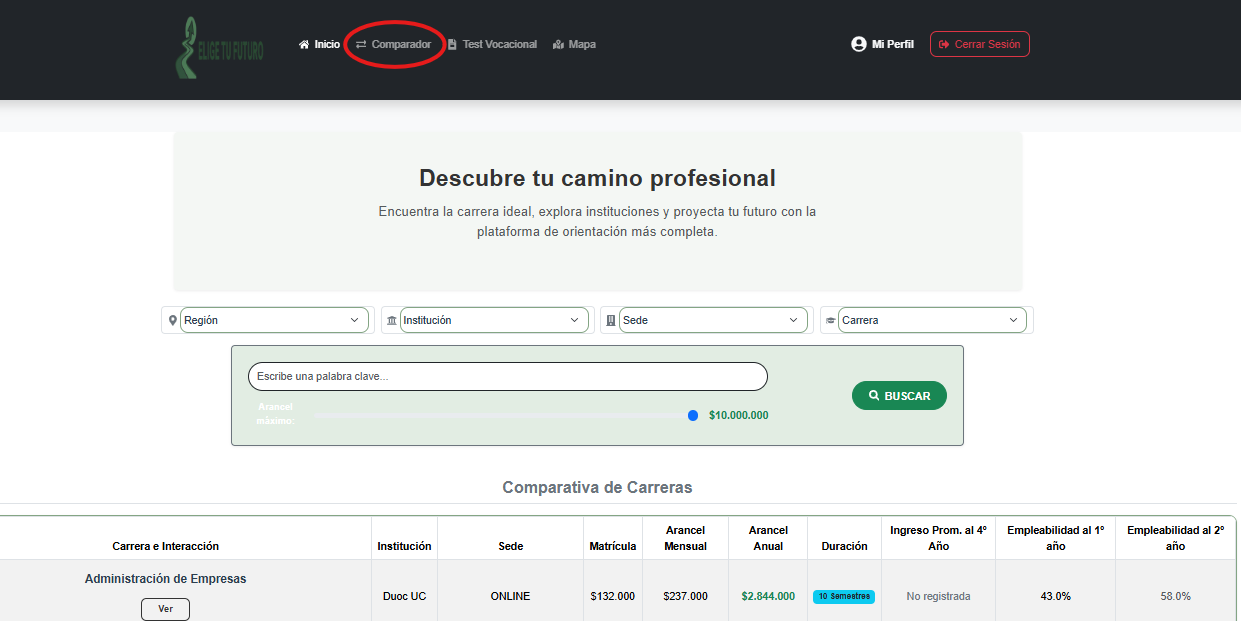 ELIGE TU FUTURO
Inicio
Comparador
Test Vocacional
Mapa
Mi Perfil
Cerrar Sesión
Descubre tu camino profesional
Encuentra la carrera ideal, explora instituciones y proyecta tu futuro con la
plataforma de orientación más completa.
Región
Institución
Sede
Carrera
Escribe una palabra clave...
Arancel
máximo:
$10.000.000
BUSCAR
Comparativa de Carreras
Carrera e Interacción
Institución
Sede
Matrícula
Arancel
Mensual
Arancel
Anual
Duración
Ingreso Prom. al 4º
Año
Empleabilidad al 1º
año
Empleabilidad al 2º
año
Administración de Empresas
Ver
Duoc UC
ONLINE
$132.000
$237.000
$2.844.000
10 Semestres
No registrada
43.0%
58.0%